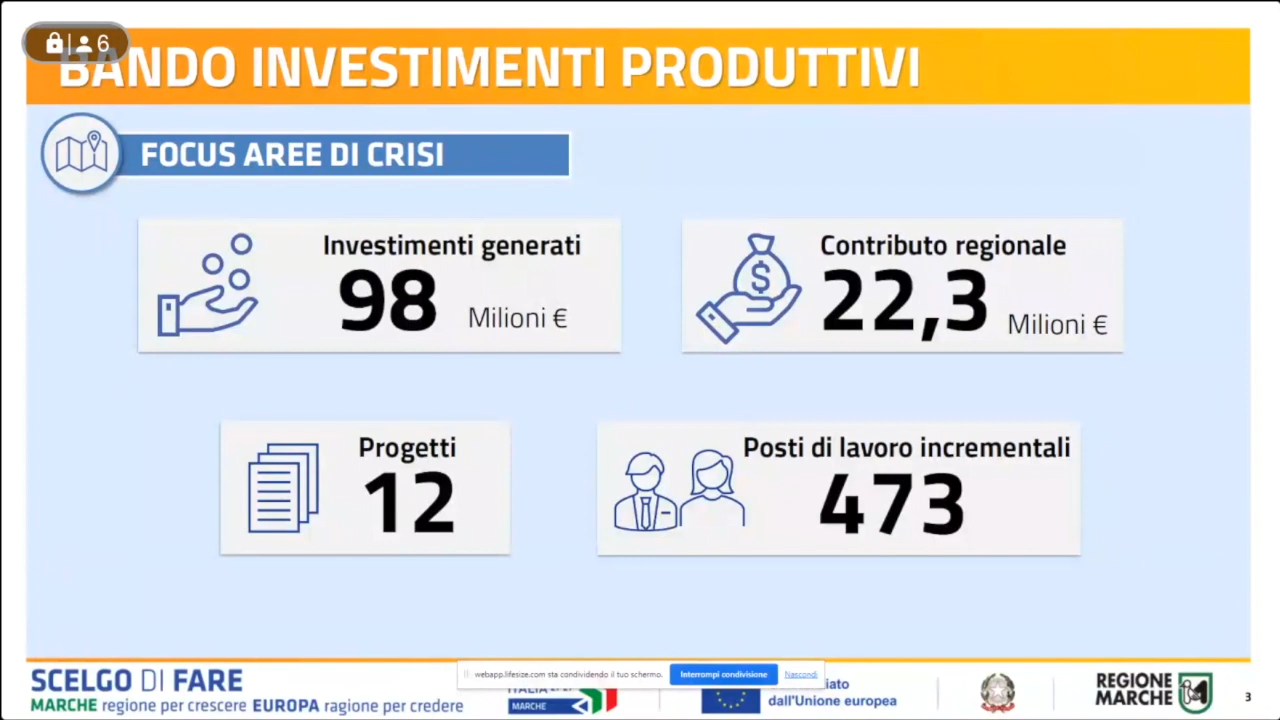 6
BANDO INVESTIMENTI PRODUTTIVI
FOCUS AREE DI CRISI
Investimenti generati
98 Milioni €
Contributo regionale
22,3 Milioni €
$
Progetti
12
Posti di lavoro incrementali
473
SCELGO DI FARE
MARCHE regione per crescere EUROPA ragione per credere
webapp.lifesize.com sta condividendo il tuo schermo. Interrompi condivisione Nascondi
MARCHE
dall'Unione europea
REGIONE
MARCHE
3